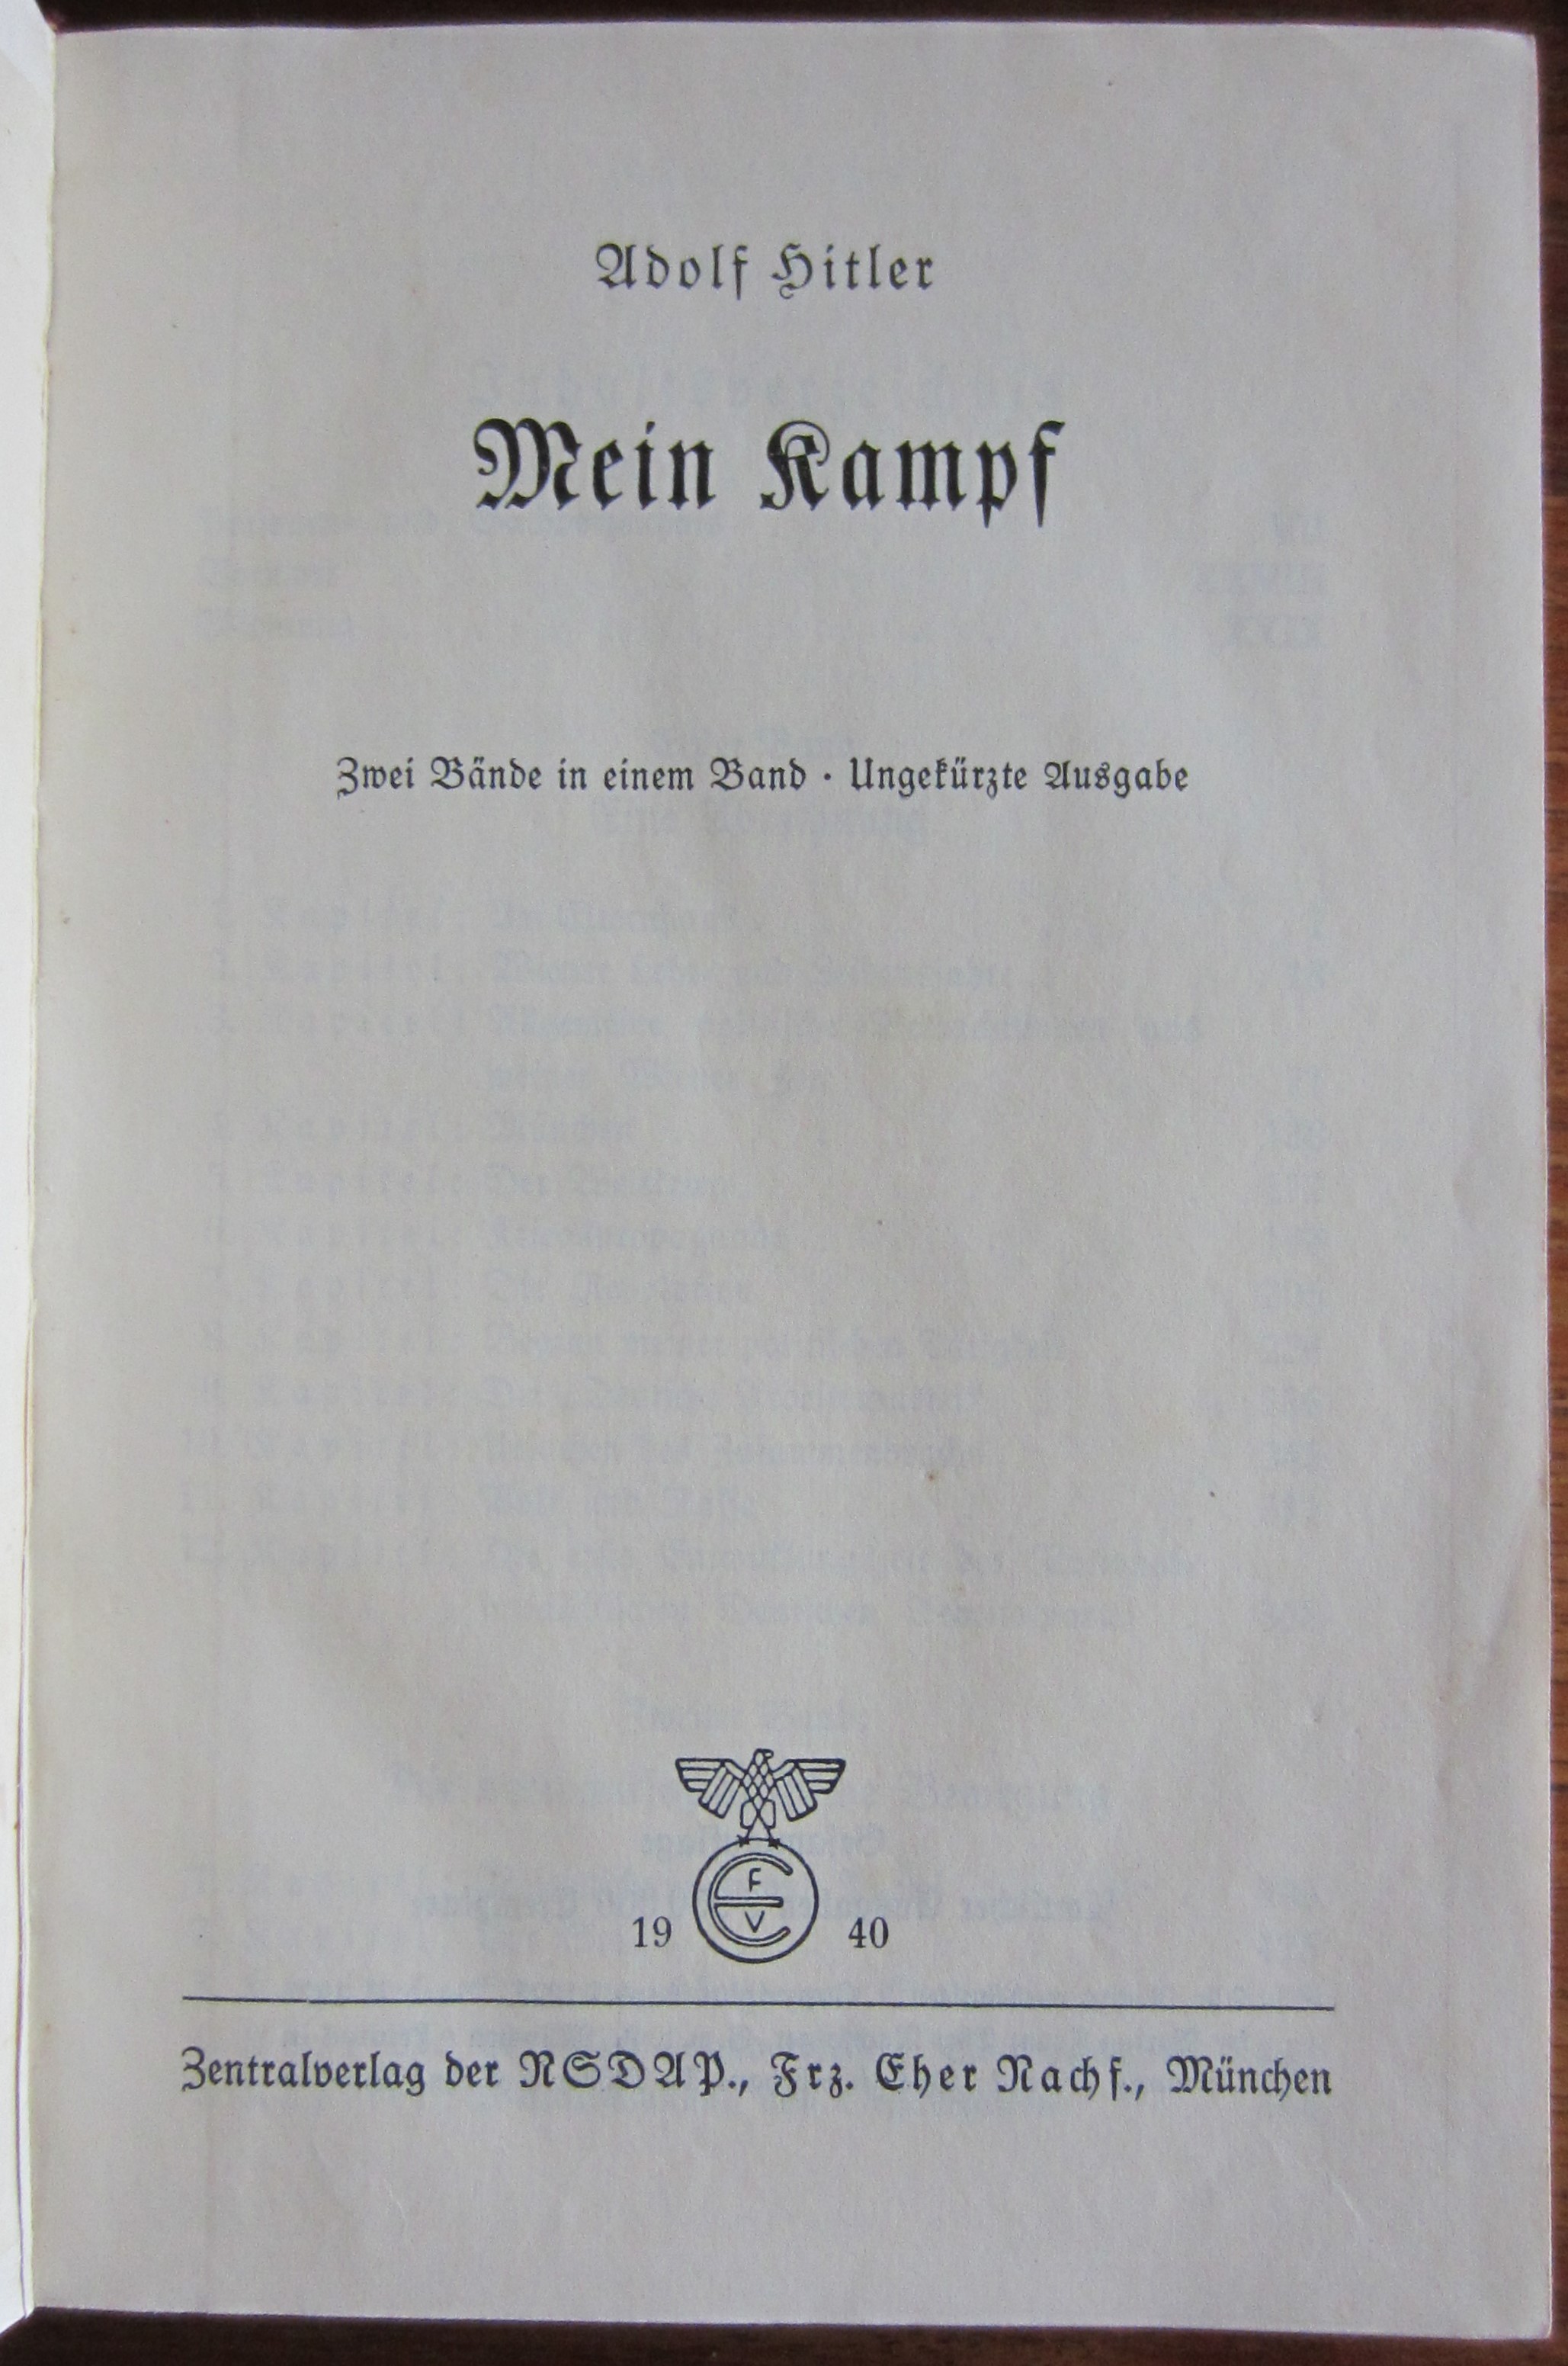 Adolf Hitler
Mein Kampf
Zwei Bände in einem Band · Ungekürzte Ausgabe
F
E
V
19 40
Zentralverlag der NSDAP., Frz. Eher Nachf., München